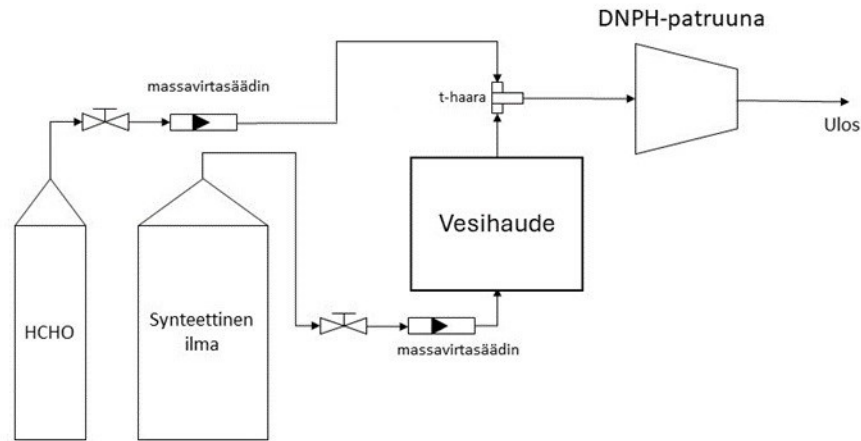 DNPH-patruuna
massavirtasäädin
t-haara
Ulos
Vesihaude
HCHO
Synteettinen
ilma
massavirtasäädin